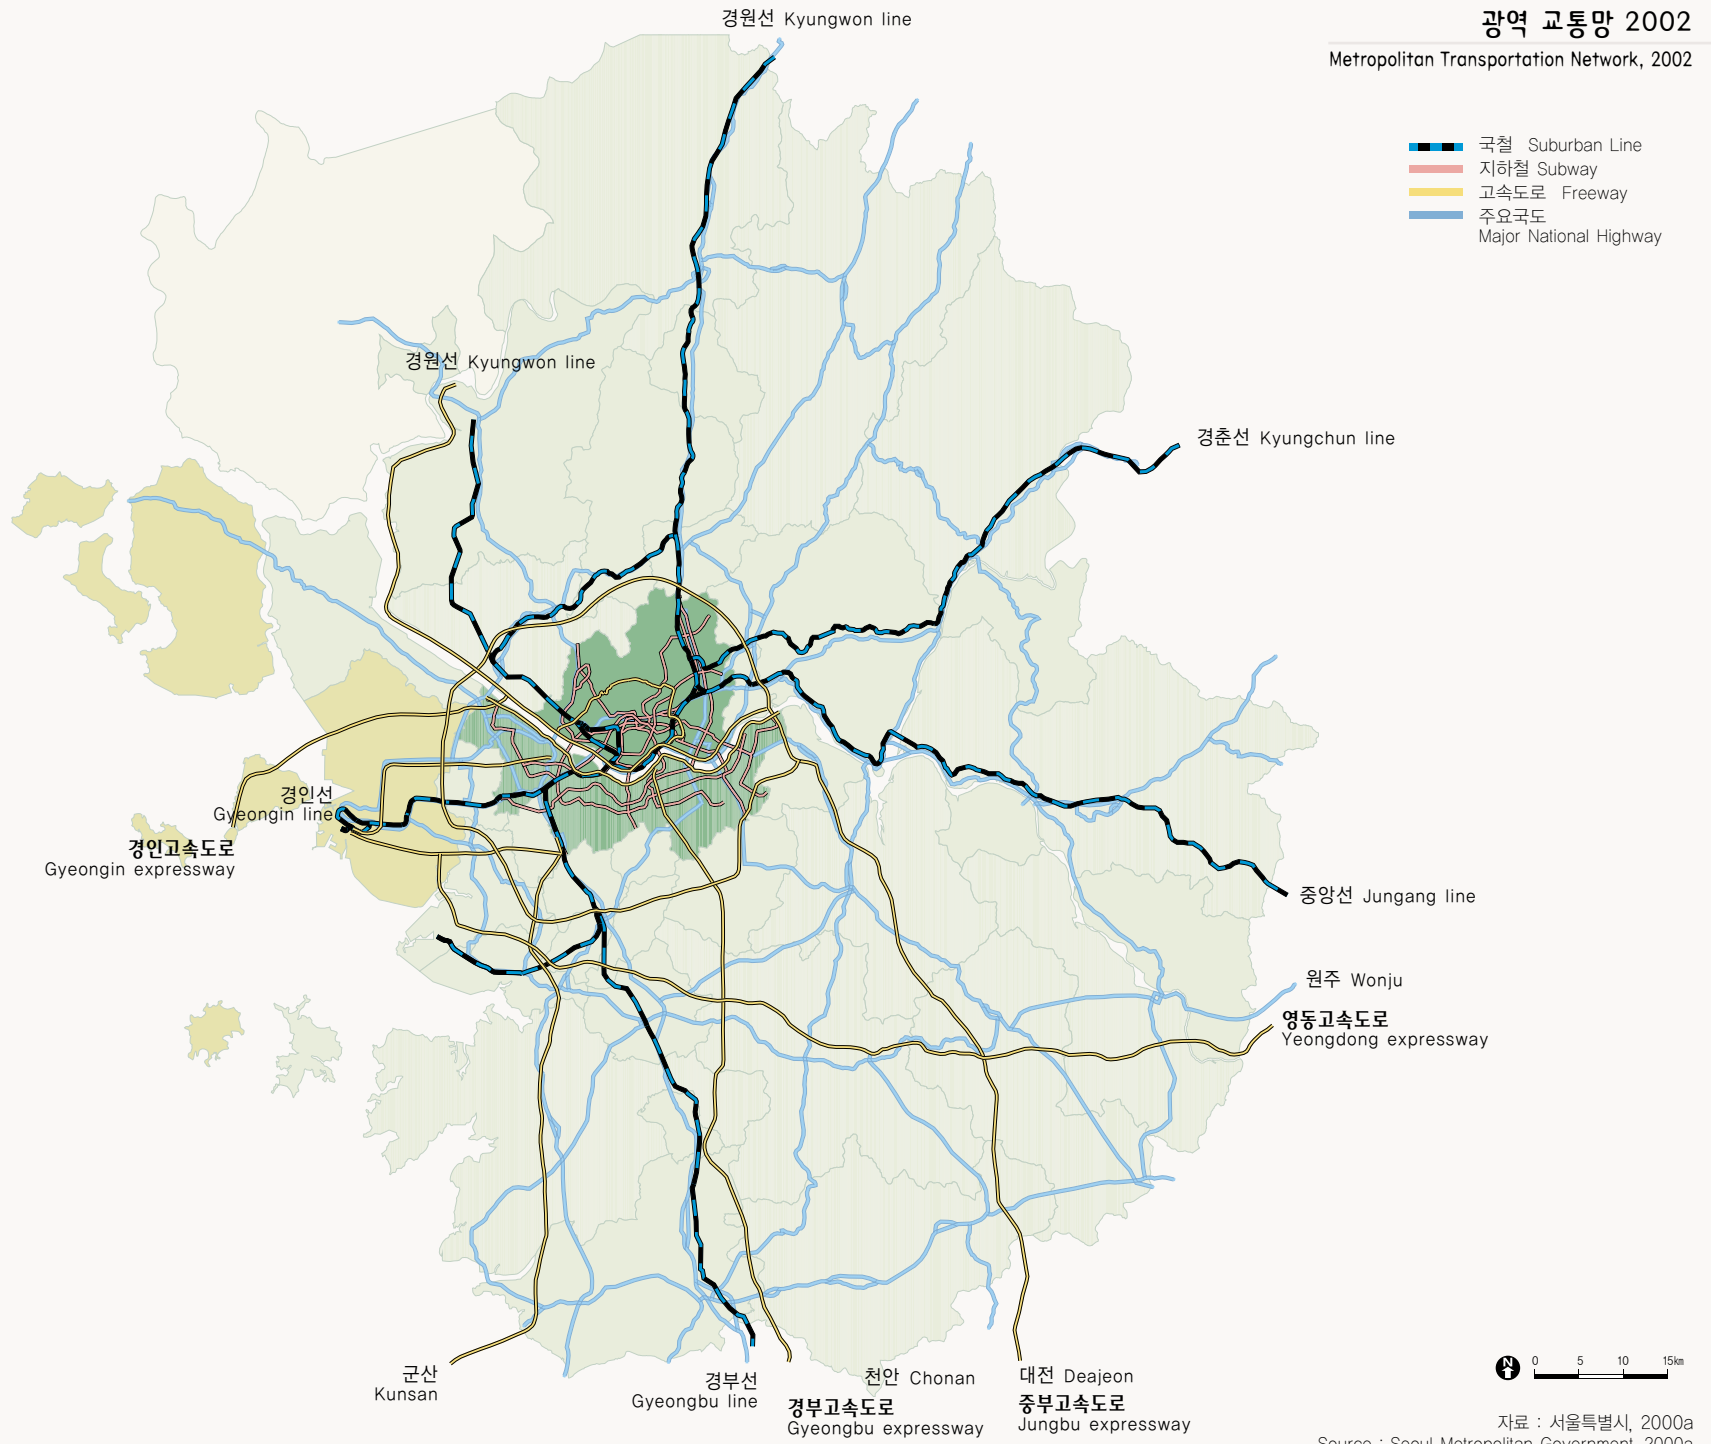 경원선 Kyungwon line
광역 교통망 2002
Metropolitan Transportation Network, 2002
국철 Suburban Line
지하철 Subway
고속도로 Freeway
주요국도
Major National Highway
경원선 Kyungwon line
경춘선 Kyungchun line
경인선
Gyeongin line
경인고속도로
Gyeongin expressway
중앙선 Jungang line
원주 Wonju
영동고속도로
Yeongdong expressway
군산
Kunsan
경부선
Gyeongbu line
천안 Chonan
경부고속도로
Gyeongbu expressway
대전 Deajeon
중부고속도로
Jungbu expressway
N
0 5 10 15km
자료 : 서울특별시, 2000a
Source : Seoul Metropolitan Government, 2000a